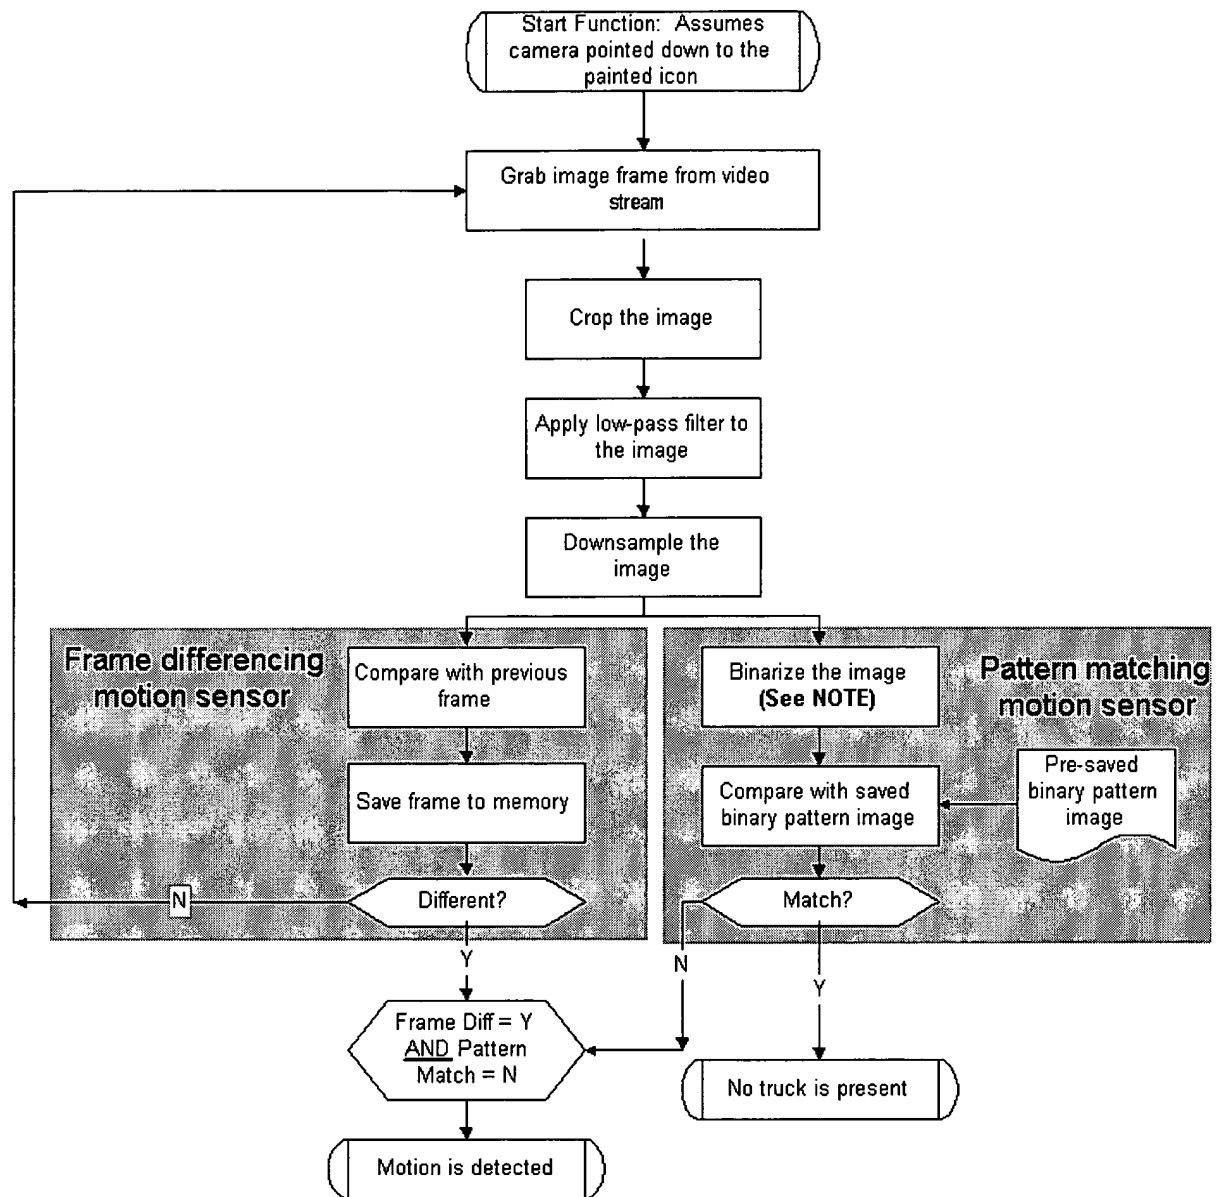 Start Function: Assumes
camera pointed down to the
painted icon
Grab image frame from video
stream
Crop the image
Apply low-pass filter to
the image
Downsample the
image
Frame differencing
motion sensor
Compare with previous
frame
Save frame to memory
Different?
N
Y
Binarize the image
(See NOTE)
Pattern matching
motion sensor
Compare with saved
binary pattern image
Pre-saved
binary pattern
image
Match?
N
Y
Frame Diff = Y
AND Pattern
Match = N
No truck is present
Motion is detected